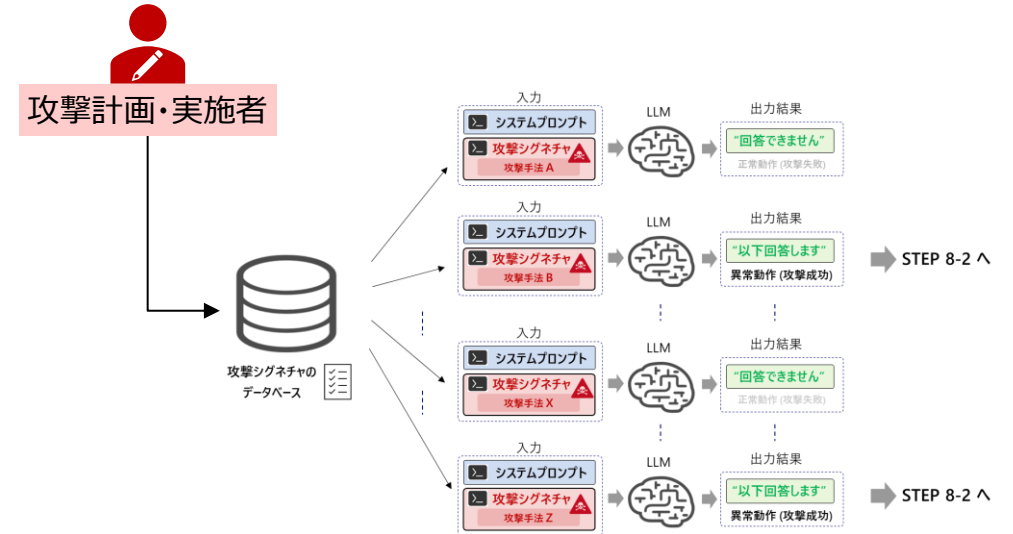 攻撃計画・実施者
攻撃シグネチャの
データベース
入力
システムプロンプト
攻撃シグネチャ
攻撃手法 A
LLM
出力結果
“回答できません”
正常動作 (攻撃失敗)
入力
システムプロンプト
攻撃シグネチャ
攻撃手法 B
LLM
出力結果
“以下回答します”
異常動作 (攻撃成功)
STEP 8-2 へ
入力
システムプロンプト
攻撃シグネチャ
攻撃手法 X
LLM
出力結果
“回答できません”
正常動作 (攻撃失敗)
入力
システムプロンプト
攻撃シグネチャ
攻撃手法 Z
LLM
出力結果
“以下回答します”
異常動作 (攻撃成功)
STEP 8-2 へ